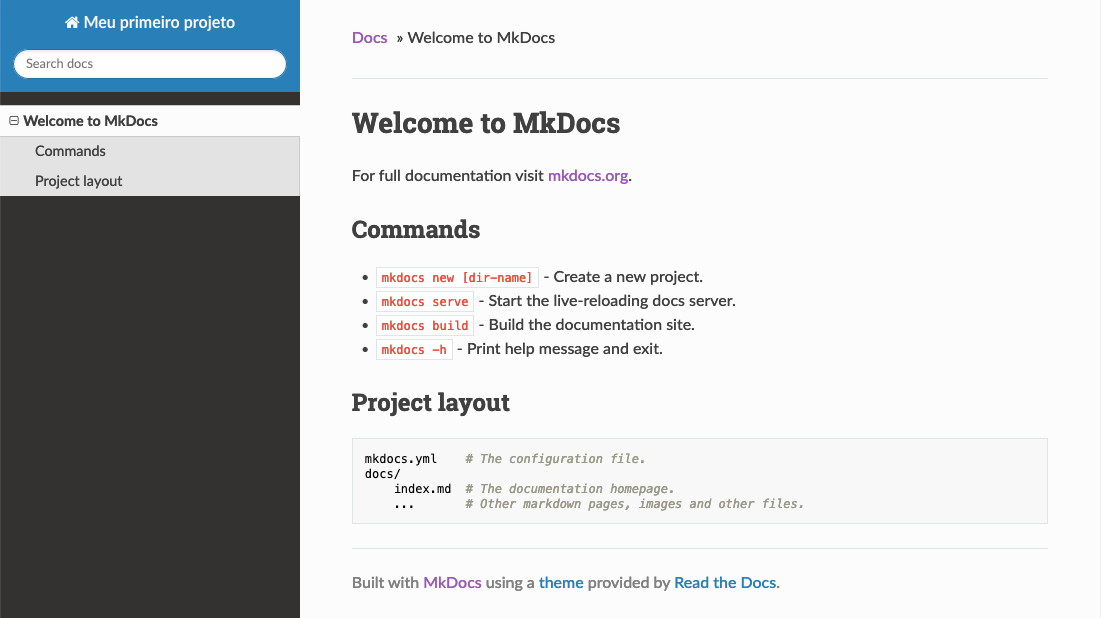 Meu primeiro projeto
Search docs
Welcome to MkDocs
Commands
Project layout
Docs » Welcome to MkDocs
Welcome to MkDocs
For full documentation visit mkdocs.org.
Commands
• mkdocs new [dir-name] - Create a new project.
• mkdocs serve - Start the live-reloading docs server.
• mkdocs build - Build the documentation site.
• mkdocs -h - Print help message and exit.
Project layout
mkdocs.yml    # The configuration file.
docs/
    index.md  # The documentation homepage.
    ...       # Other markdown pages, images and other files.
Built with MkDocs using a theme provided by Read the Docs.